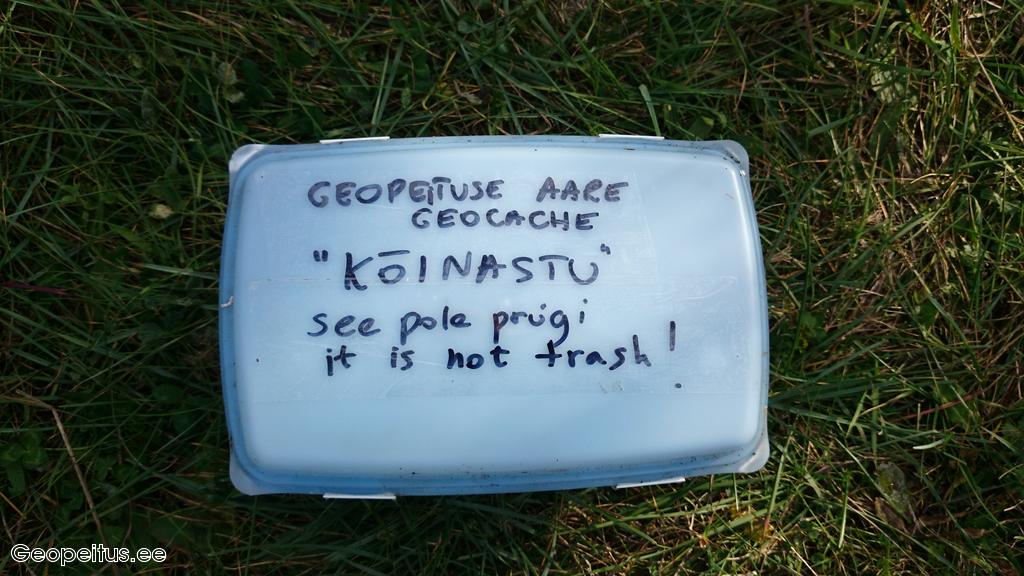 GEOPEITUSE AARE
GEOCACHE
"KÕINASTU"
see pole prügi
it is not trash!
Geopeitus.ee